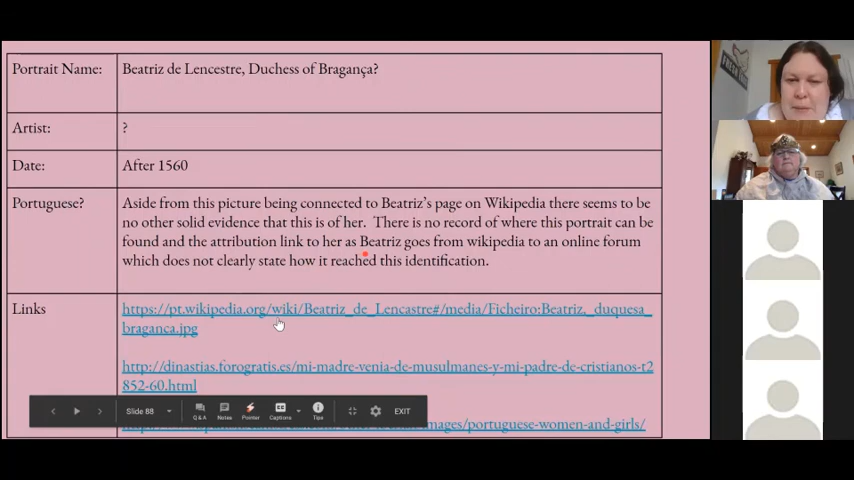 Portrait Name: Beatriz de Lencestre, Duchess of Bragança?
Artist: ?
Date: After 1560
Portuguese? Aside from this picture being connected to Beatriz's page on Wikipedia there seems to be
no other solid evidence that this is of her. There is no record of where this portrait can be
found and the attribution link to her as Beatriz goes from wikipedia to an online forum
which does not clearly state how it reached this identification.
Links https://pt.wikipedia.org/wiki/Beatriz_de_Lencastre#/media/Ficheiro:Beatriz,_duquesa_
braganca.jpg
http://dinastias.forogratis.es/mi-madre-venia-de-musulmanes-y-mi-padre-de-cristianos-t2
852-60.html
images/portuguese-women-and-girls/
Slide 88 Q & A Notes Pointer Captions Tips EXIT